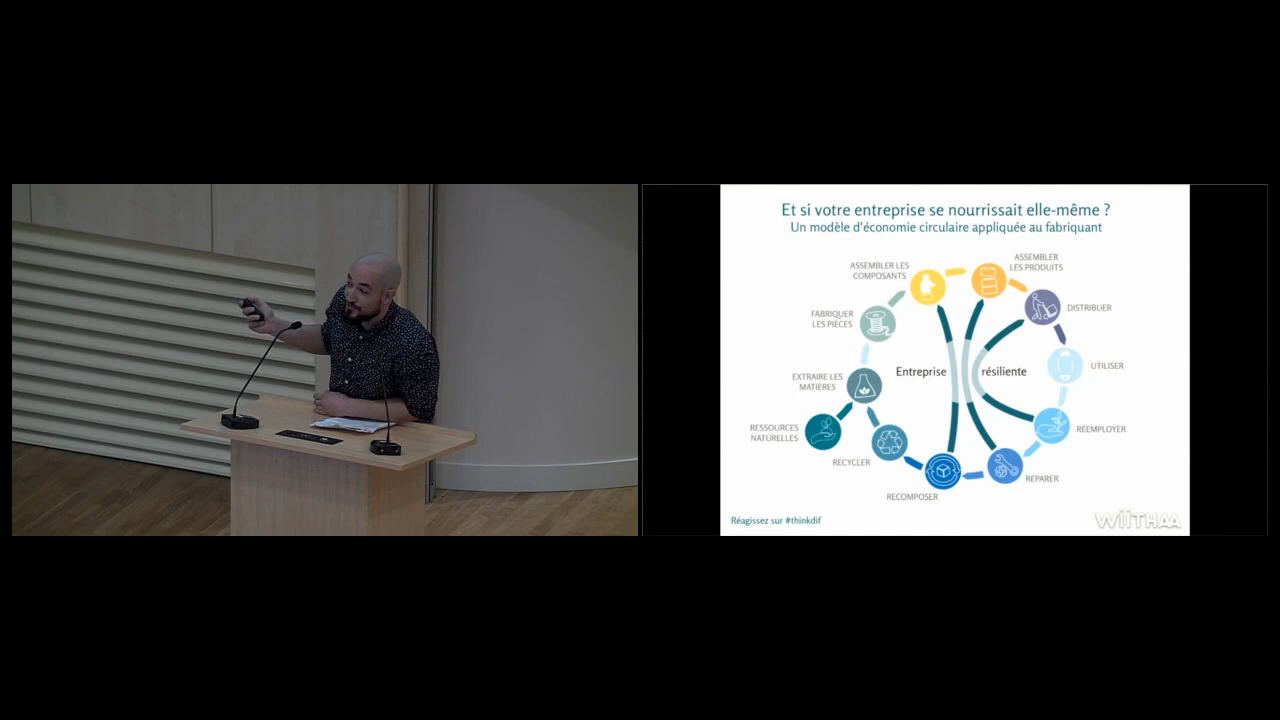 Et si votre entreprise se nourrissait elle-même ?
Un modèle d'économie circulaire appliquée au fabriquant
ASSEMBLER LES
COMPOSANTS
ASSEMBLER
LES PRODUITS
FABRIQUER
LES PIÈCES
DISTRIBUER
Entreprise résiliente
UTILISER
EXTRAIRE LES
MATIÈRES
RESSOURCES
NATURELLES
RÉEMPLOYER
RECYCLER
RÉPARER
RECOMPOSER
Réagissez sur #thinkdif
WiiTHAA